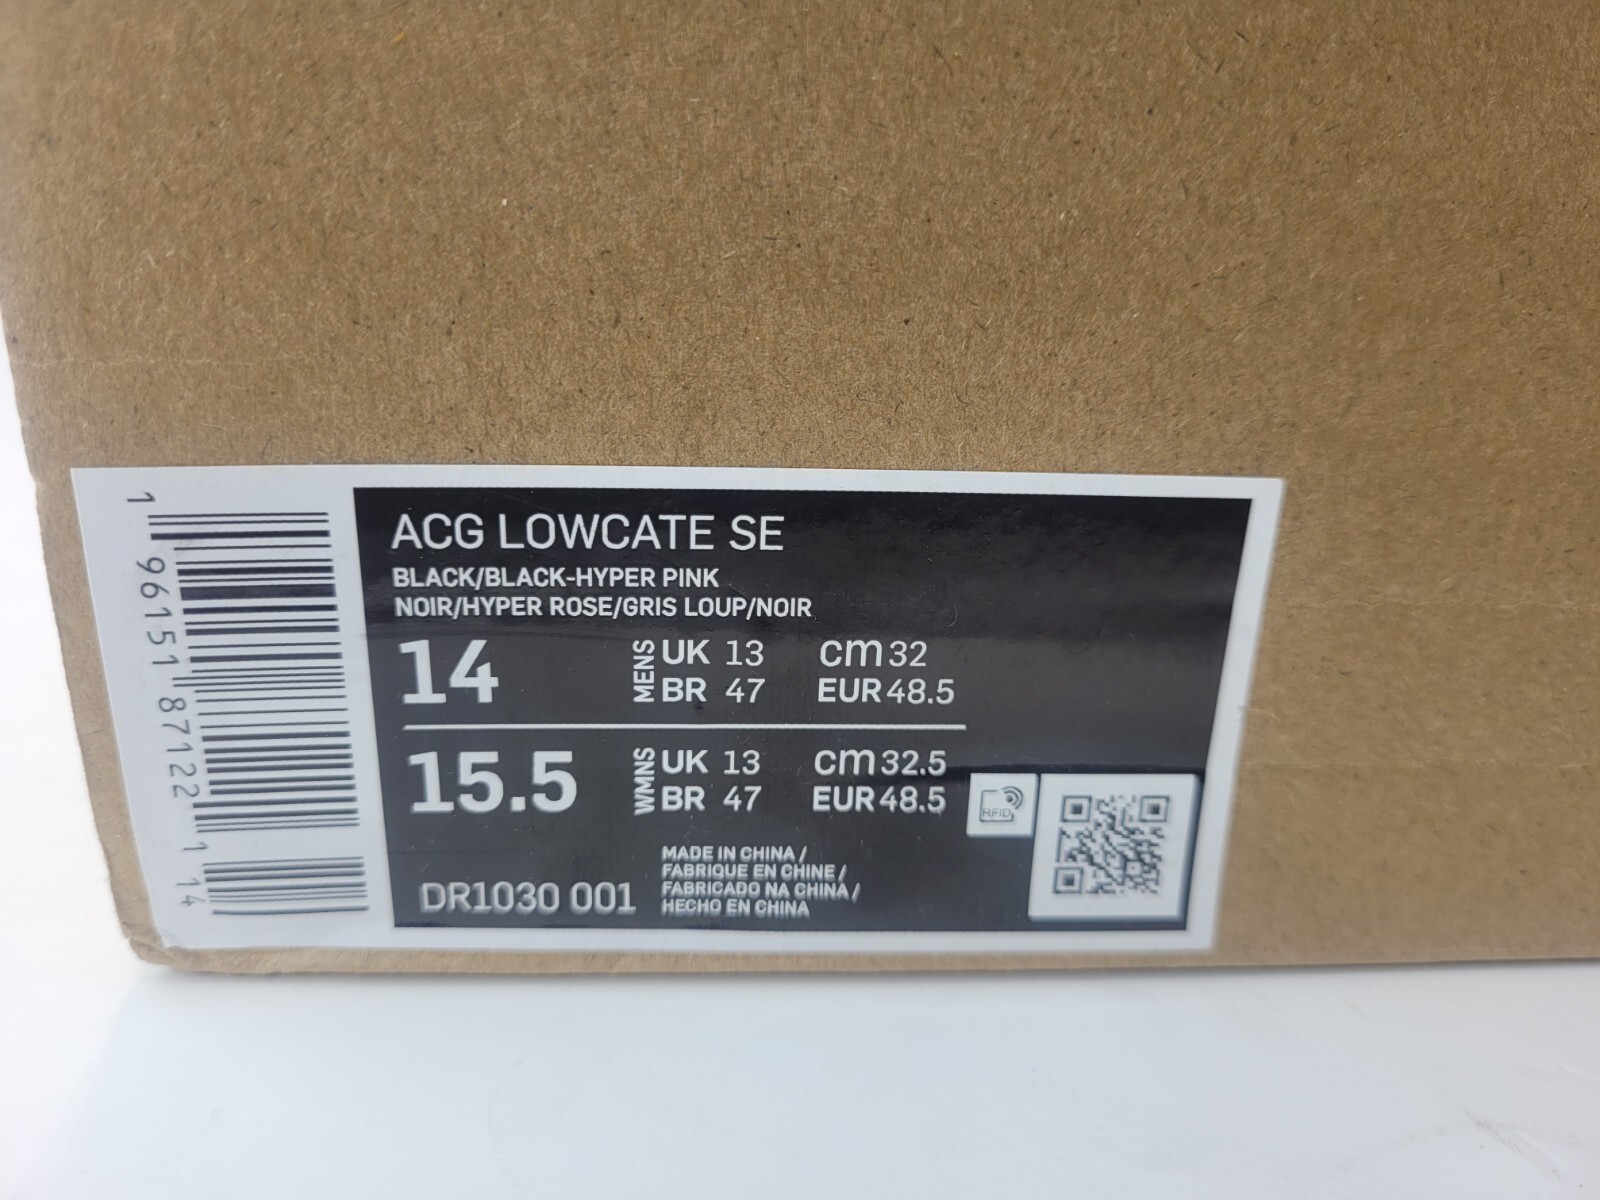 ACG LOWCATE SE
BLACK/BLACK-HYPER PINK
NOIR/HYPER ROSE/GRIS LOUP/NOIR
14 MENS UK 13 cm 32
BR 47 EUR 48.5
15.5 WMNS UK 13 cm 32.5
BR 47 EUR 48.5
RFID
DR1030 001
MADE IN CHINA /
FABRIQUE EN CHINE /
FABRICADO NA CHINA /
HECHO EN CHINA
1 96151 87122 1 14